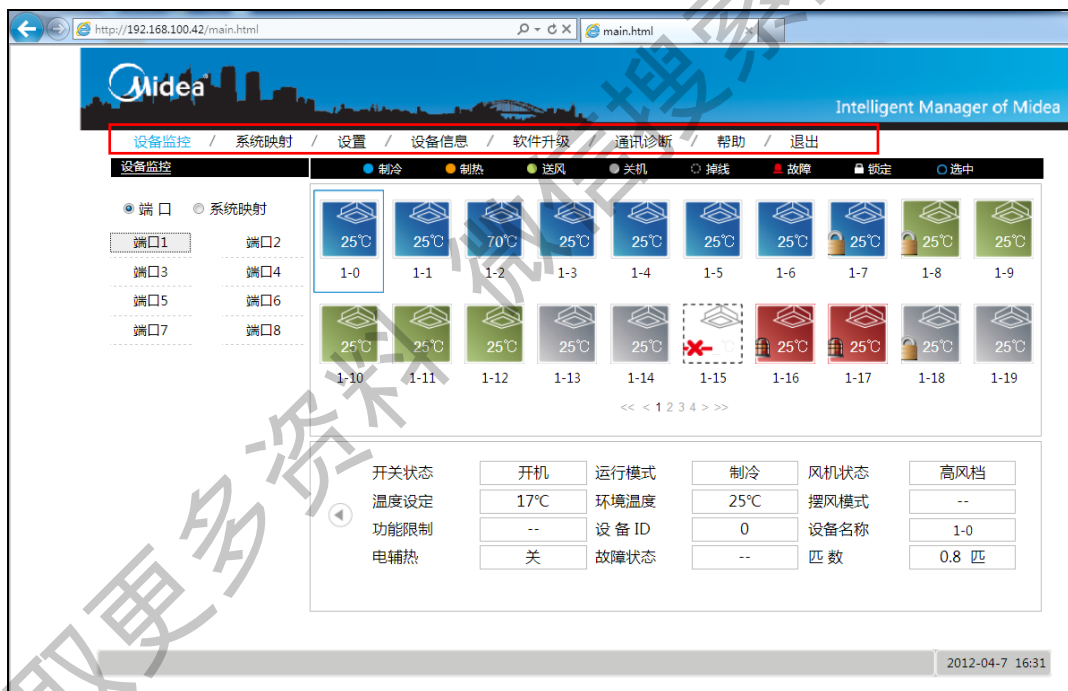 http://192.168.100.42/main.html
main.html
Midea
Intelligent Manager of Midea
设备监控 / 系统映射 / 设置 / 设备信息 / 软件升级 / 通讯诊断 / 帮助 / 退出
设备监控
制冷 制热 送风 关机 掉线 故障 锁定 选中
端 口 系统映射
端口1 端口2
端口3 端口4
端口5 端口6
端口7 端口8
25℃ 25℃ 70℃ 25℃ 25℃ 25℃ 25℃ 25℃ 25℃ 25℃
1-0 1-1 1-2 1-3 1-4 1-5 1-6 1-7 1-8 1-9
25℃ 25℃ 25℃ 25℃ 25℃ 25℃ 25℃ 25℃ 25℃
1-10 1-11 1-12 1-13 1-14 1-15 1-16 1-17 1-18 1-19
<< < 1 2 3 4 > >>
开关状态 开机 运行模式 制冷 风机状态 高风档
温度设定 17℃ 环境温度 25℃ 摆风模式 --
功能限制 -- 设 备 ID 0 设备名称 1-0
电辅热 关 故障状态 -- 匹 数 0.8 匹
2012-04-7 16:31
取更多资料 微信搜索